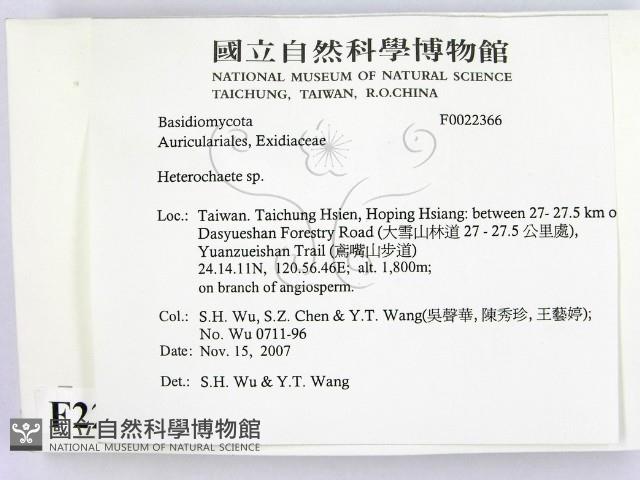 國立自然科學博物館
NATIONAL MUSEUM OF NATURAL SCIENCE
TAICHUNG, TAIWAN, R.O.CHINA
Basidiomycota F0022366
Auriculariales, Exidiaceae
Heterochaete sp.
Loc.: Taiwan. Taichung Hsien, Hoping Hsiang: between 27- 27.5 km o
Dasyueshan Forestry Road (大雪山林道 27 - 27.5 公里處),
Yuanzueishan Trail (鳶嘴山步道)
24.14.11N, 120.56.46E; alt. 1,800m;
on branch of angiosperm.
Col.: S.H. Wu, S.Z. Chen & Y.T. Wang(吳聲華, 陳秀珍, 王藝婷);
No. Wu 0711-96
Date: Nov. 15, 2007
Det.: S.H. Wu & Y.T. Wang
F22
國立自然科學博物館
NATIONAL MUSEUM OF NATURAL SCIENCE